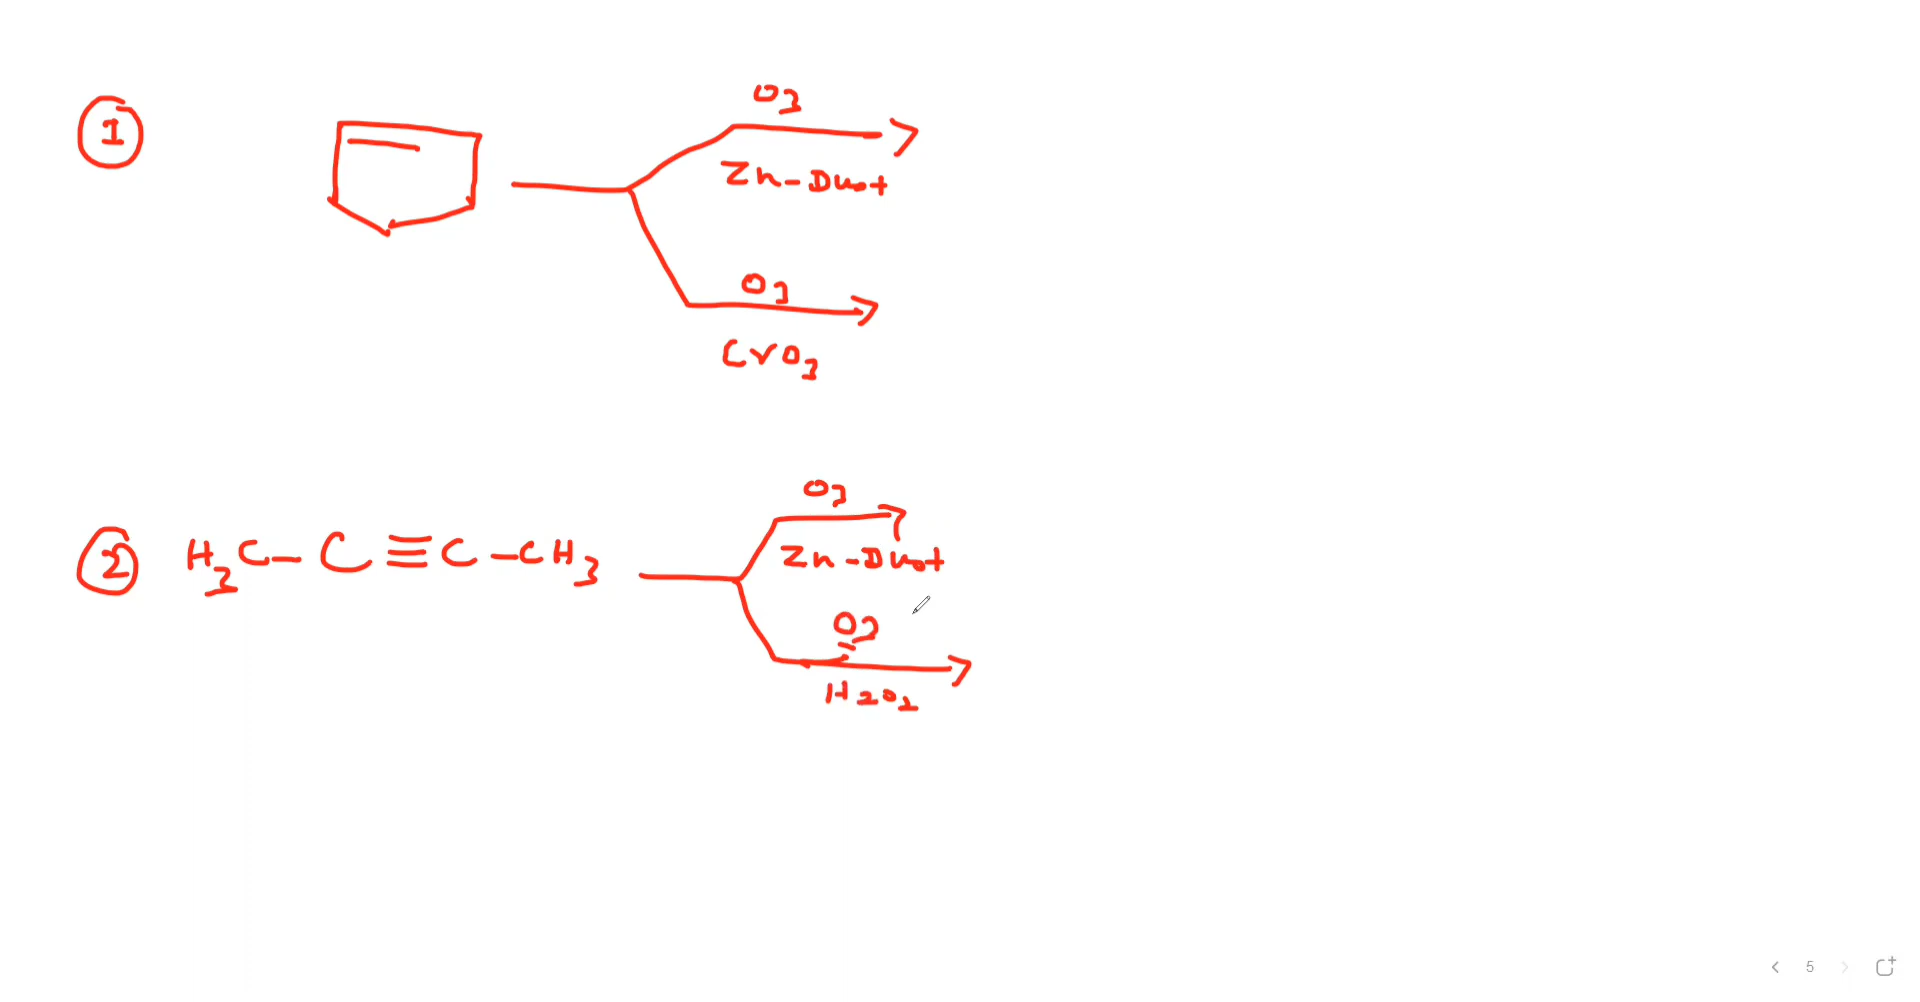 1
O3
Zn-Dust
O3
CrO3
2 H3C-C≡C-CH3
O3
Zn-Dust
O3
H2O2
5